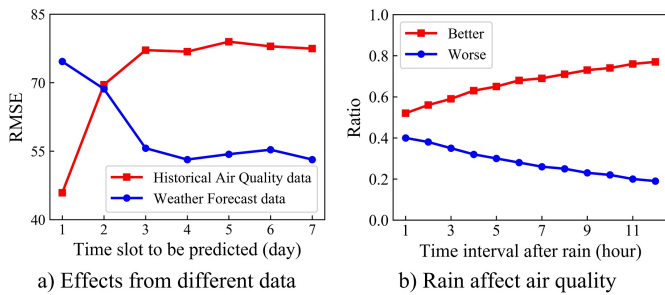 85
70
55
40
RMSE
Historical Air Quality data
Weather Forecast data
1 2 3 4 5 6 7
Time slot to be predicted (day)
a) Effects from different data
1.0
0.8
0.6
0.4
0.2
0.0
Ratio
Better
Worse
1 3 5 7 9 11
Time interval after rain (hour)
b) Rain affect air quality